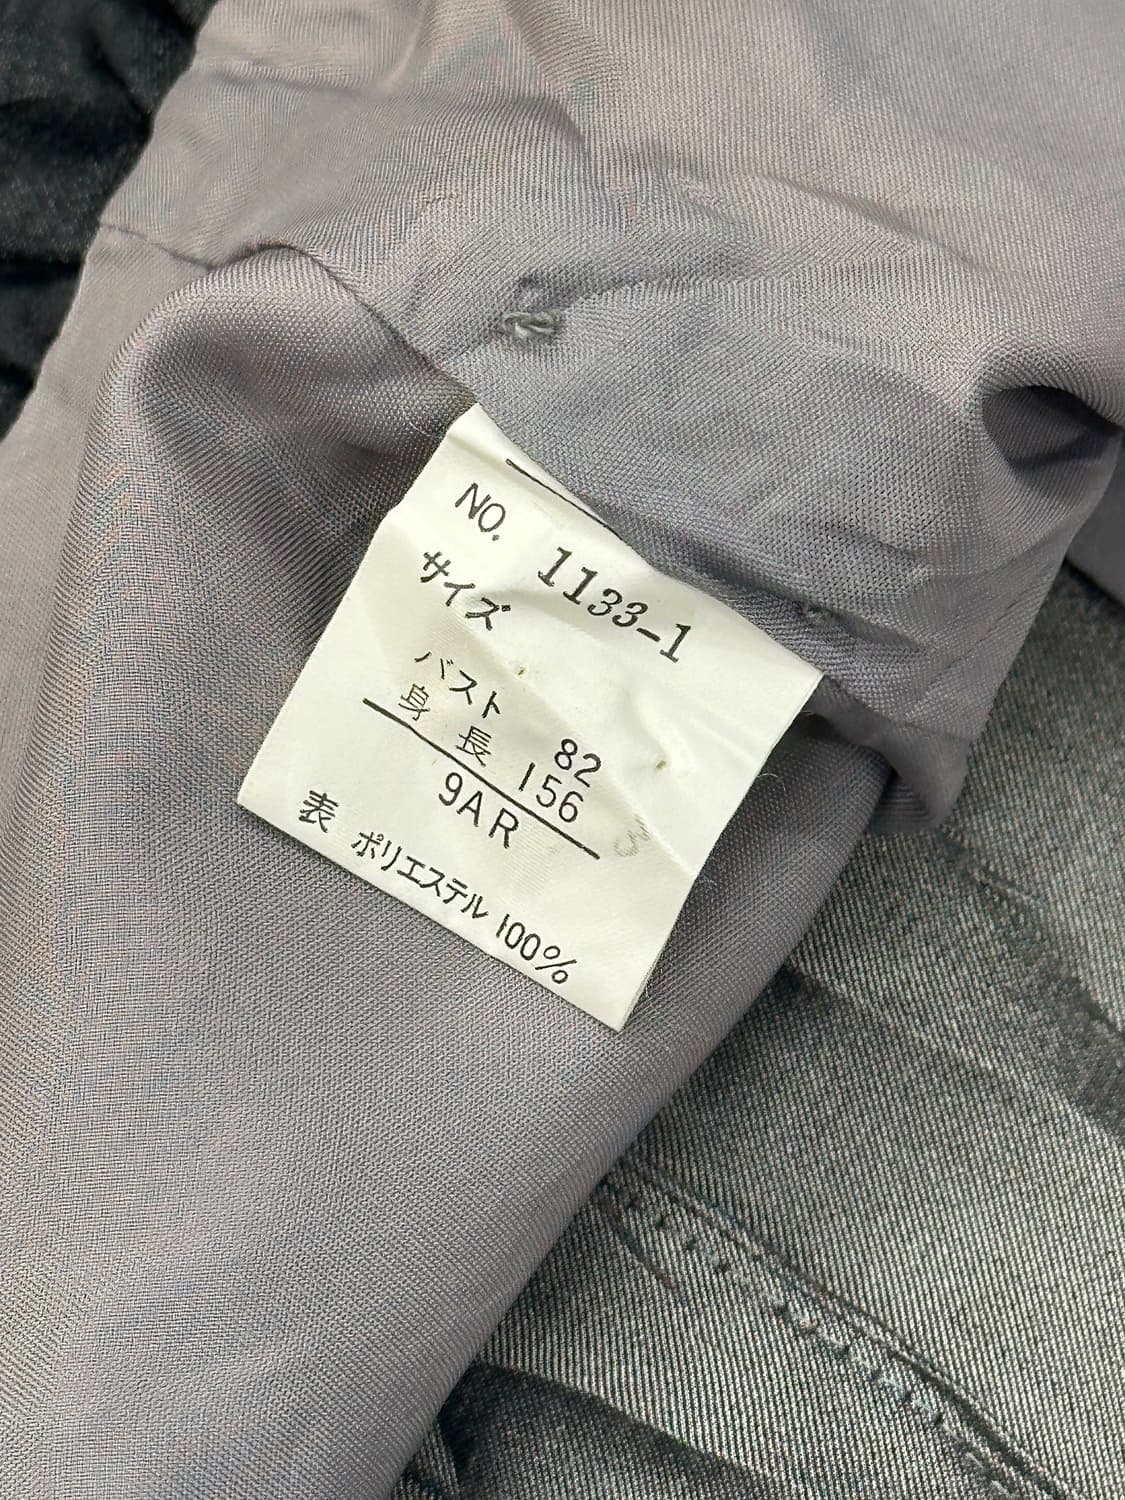 NO. 1133-1
サイズ
バスト 82
身長 156
9AR
表 ポリエステル 100%